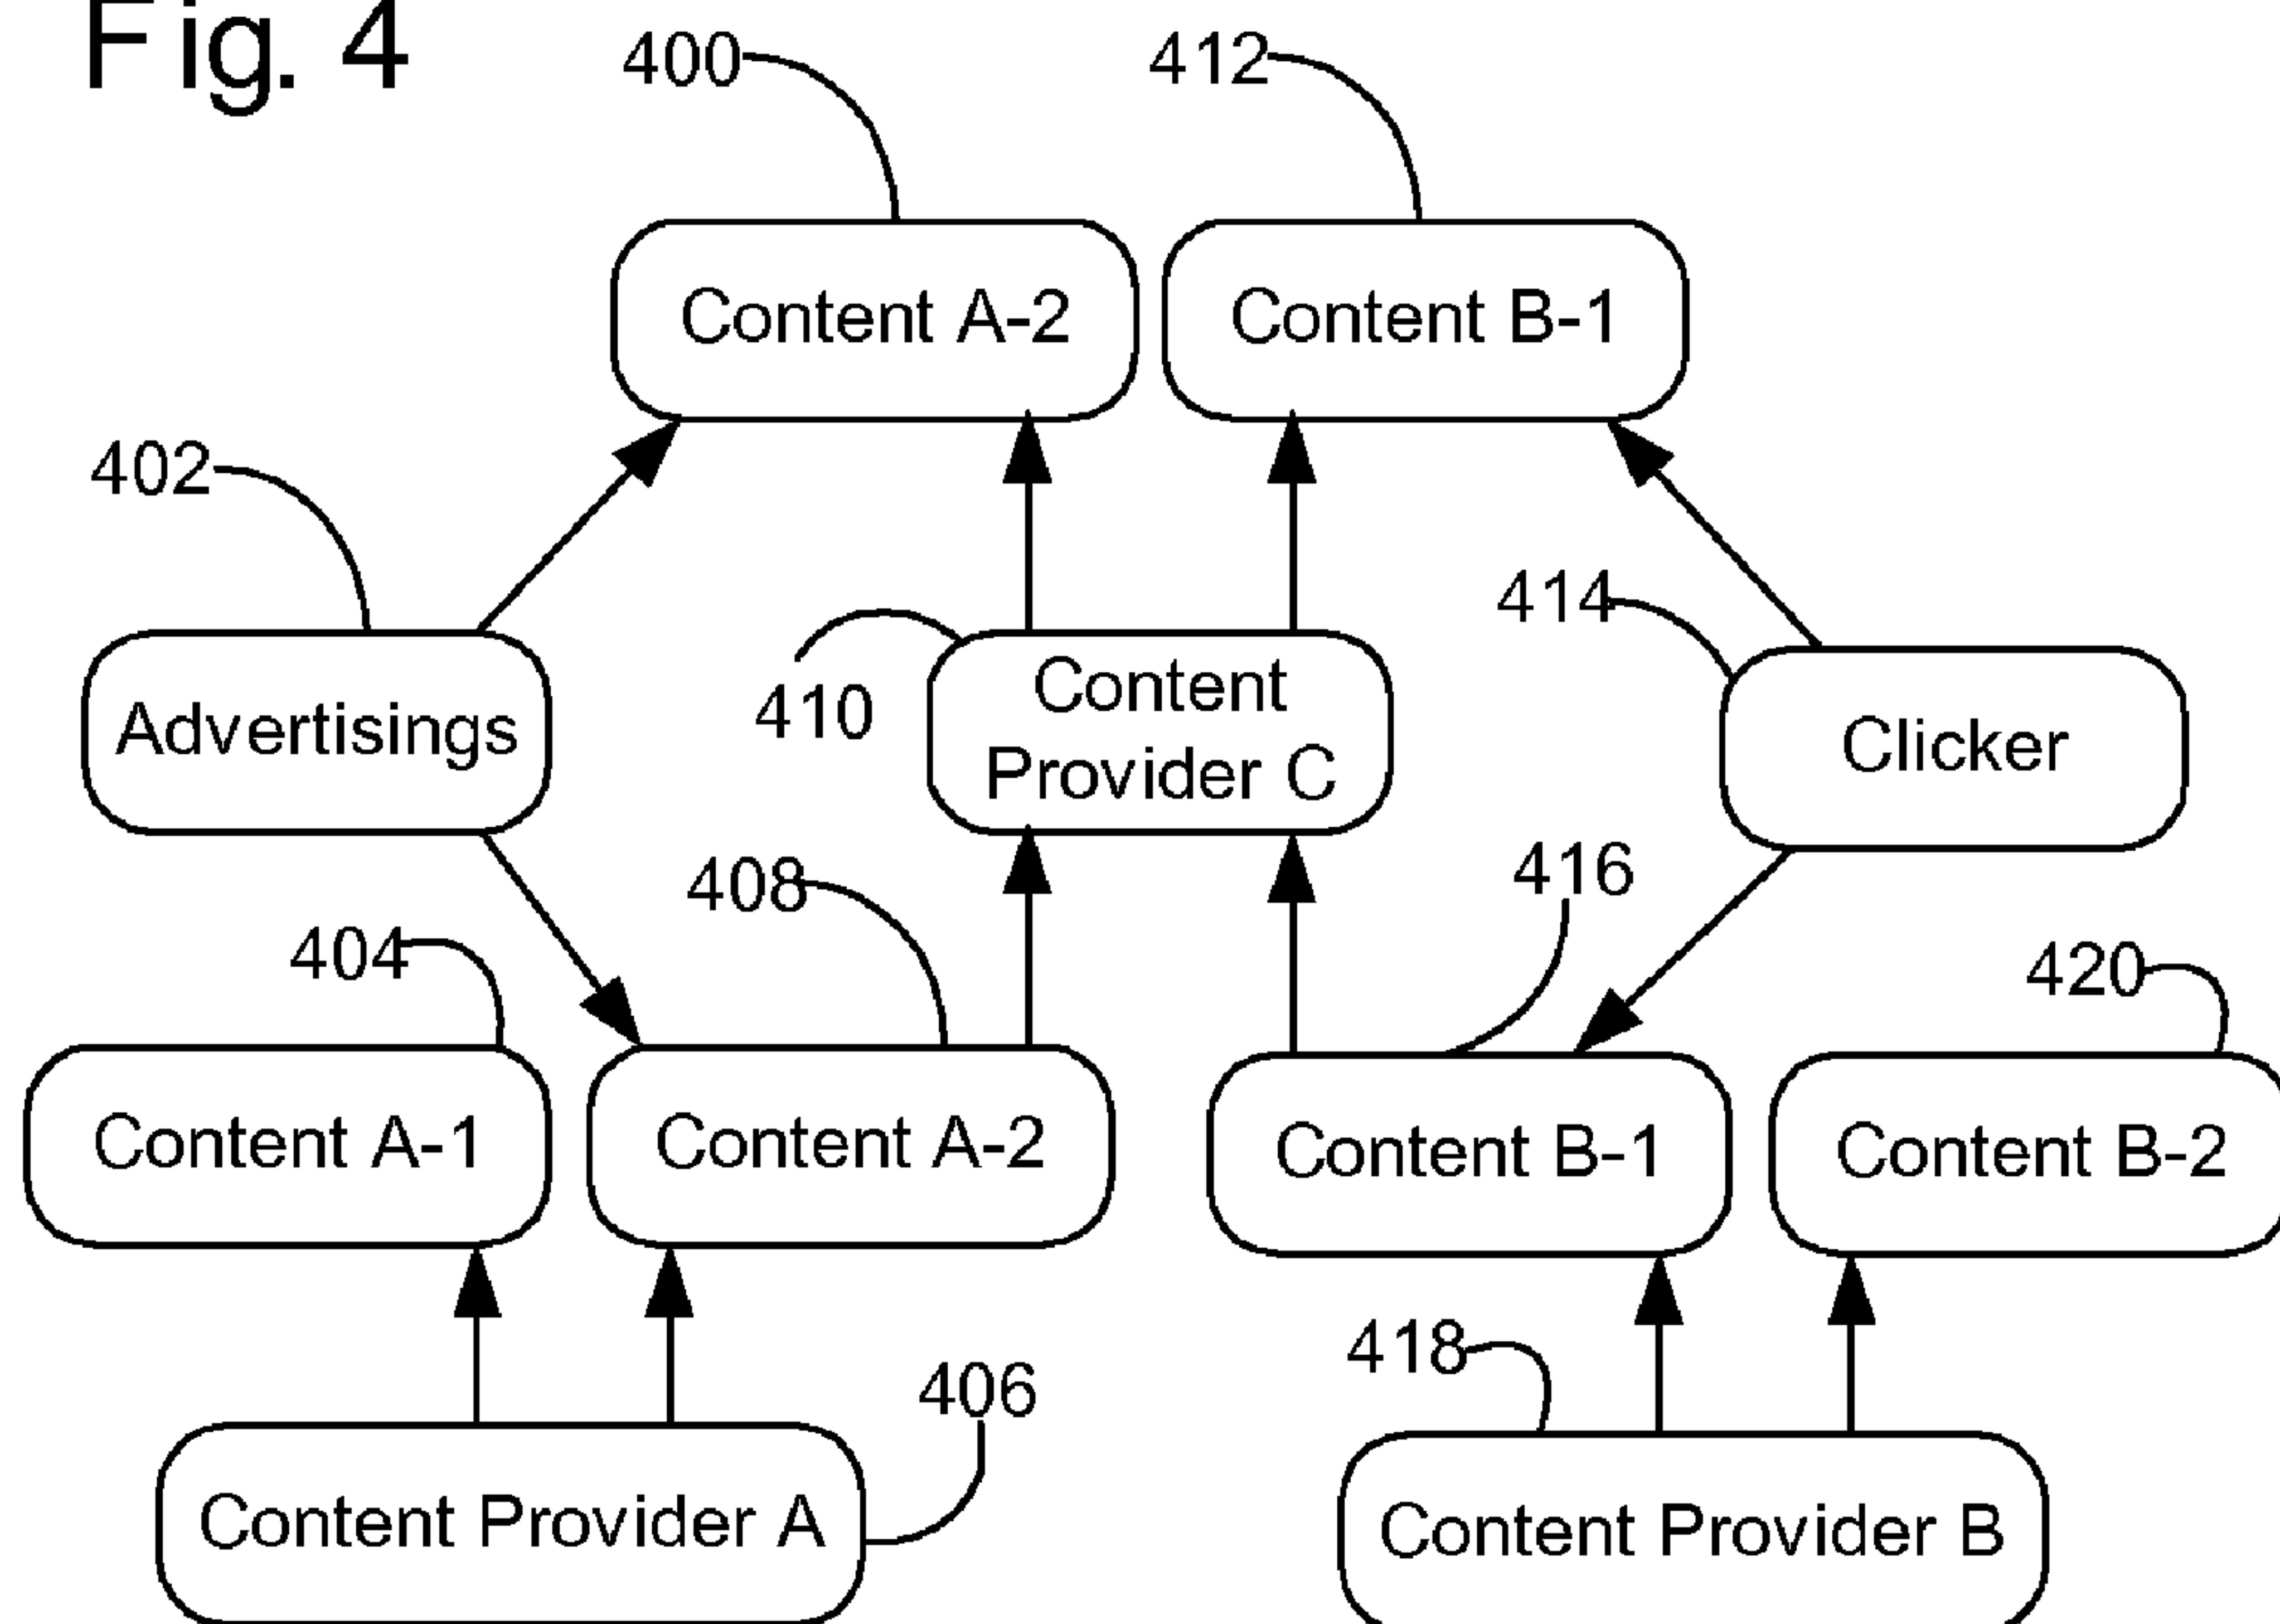 Fig. 4
400
412
Content A-2
Content B-1
402
414
410
Advertisings
Content
Provider C
Clicker
408
416
404
420
Content A-1
Content A-2
Content B-1
Content B-2
418
406
Content Provider A
Content Provider B